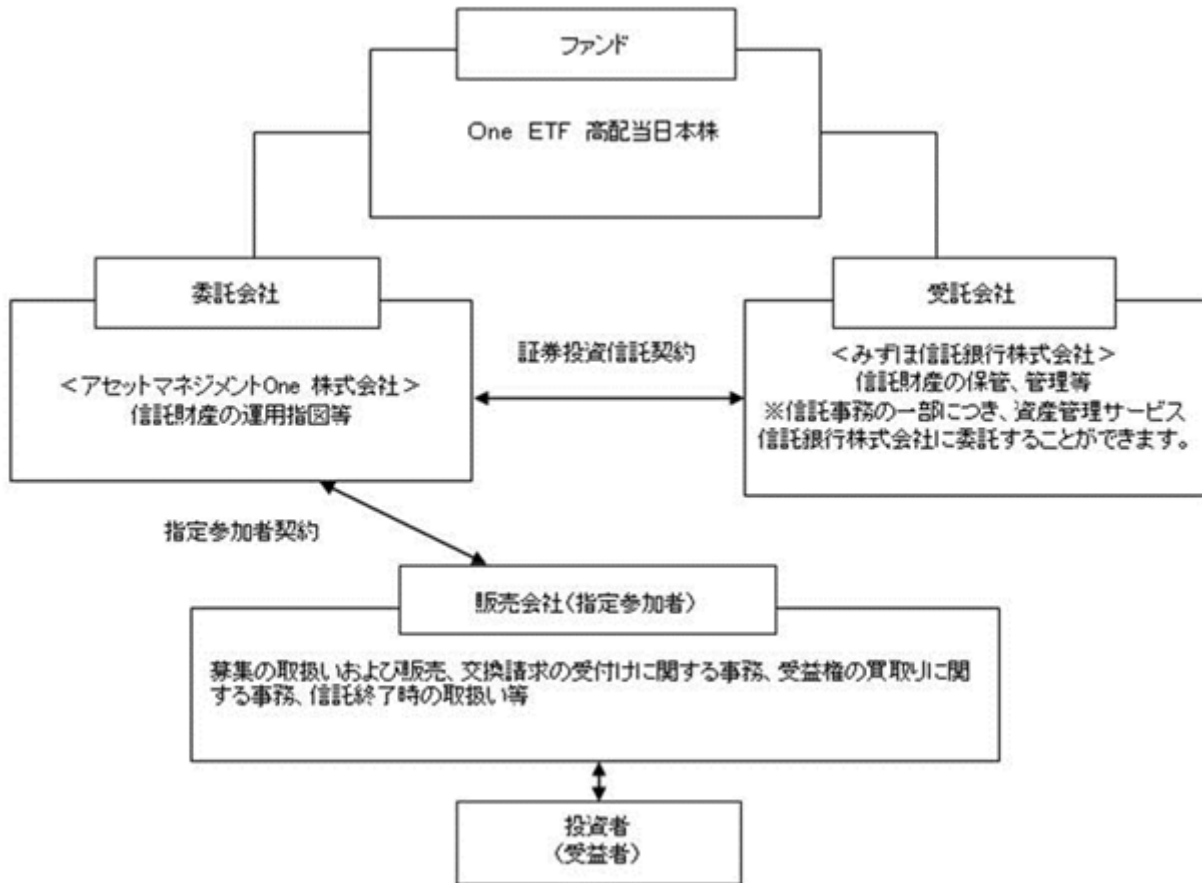 ファンド
One ETF 高配当日本株
委託会社
受託会社
<アセットマネジメントOne 株式会社>
信託財産の運用指図等
証券投資信託契約
<みずほ信託銀行株式会社>
信託財産の保管、管理等
※信託事務の一部につき、資産管理サービス
信託銀行株式会社に委託することができます。
指定参加者契約
販売会社〈指定参加者〉
募集の取扱いおよび販売、交換請求の受付けに関する事務、受益権の買取りに関
する事務、信託終了時の取扱い等
投資者
〈受益者〉